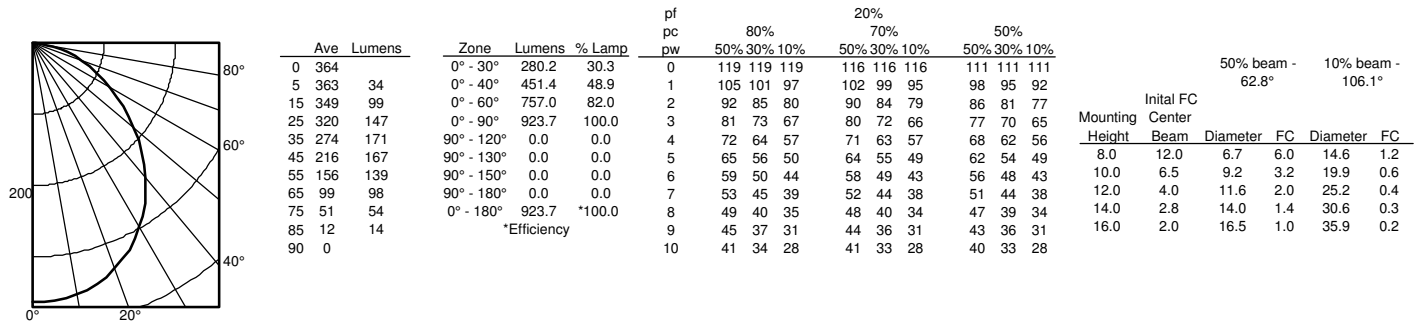 80°
60°
200
40°
0° 20°
Ave Lumens
0 364
5 363 34
15 349 99
25 320 147
35 274 171
45 216 167
55 156 139
65 99 98
75 51 54
85 12 14
90 0
Zone Lumens % Lamp
0° - 30° 280.2 30.3
0° - 40° 451.4 48.9
0° - 60° 757.0 82.0
0° - 90° 923.7 100.0
90° - 120° 0.0 0.0
90° - 130° 0.0 0.0
90° - 150° 0.0 0.0
90° - 180° 0.0 0.0
0° - 180° 923.7 *100.0
*Efficiency
pf 20%
pc 80% 70% 50%
pw 50% 30% 10% 50% 30% 10% 50% 30% 10%
0 119 119 119 116 116 116 111 111 111
1 105 101 97 102 99 95 98 95 92
2 92 85 80 90 84 79 86 81 77
3 81 73 67 80 72 66 77 70 65
4 72 64 57 71 63 57 68 62 56
5 65 56 50 64 55 49 62 54 49
6 59 50 44 58 49 43 56 48 43
7 53 45 39 52 44 38 51 44 38
8 49 40 35 48 40 34 47 39 34
9 45 37 31 44 36 31 43 36 31
10 41 34 28 41 33 28 40 33 28
50% beam - 10% beam -
62.8° 106.1°
Inital FC
Mounting Center
Height Beam Diameter FC Diameter FC
8.0 12.0 6.7 6.0 14.6 1.2
10.0 6.5 9.2 3.2 19.9 0.6
12.0 4.0 11.6 2.0 25.2 0.4
14.0 2.8 14.0 1.4 30.6 0.3
16.0 2.0 16.5 1.0 35.9 0.2